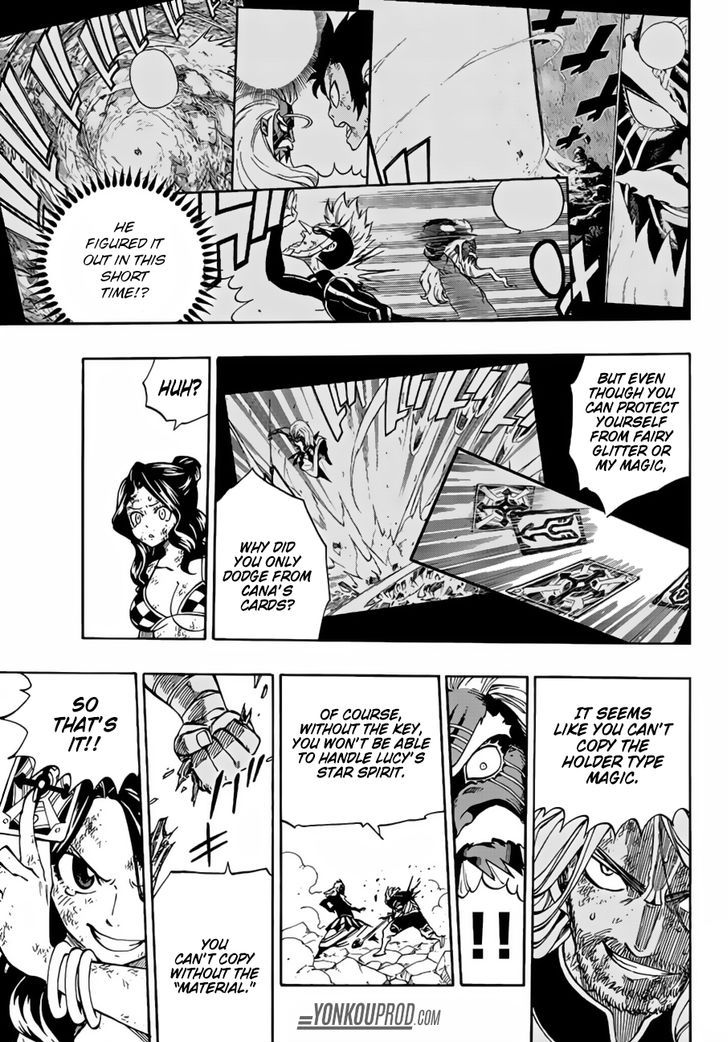 HE
FIGURED IT
OUT IN THIS
SHORT
TIME!?
BUT EVEN
THOUGH YOU
CAN PROTECT
YOURSELF
FROM FAIRY
GLITTER OR
MY MAGIC,
WHY DID
YOU ONLY
DODGE FROM
CANA'S
CARDS?
HUH?
IT SEEMS
LIKE YOU CAN'T
COPY THE
HOLDER TYPE
MAGIC.
!!
OF COURSE,
WITHOUT THE KEY,
YOU WON'T BE ABLE
TO HANDLE LUCY'S
STAR SPIRIT.
YOU
CAN'T COPY
WITHOUT THE
"MATERIAL."
SO
THAT'S
IT!!
=YONKOUPROD.COM